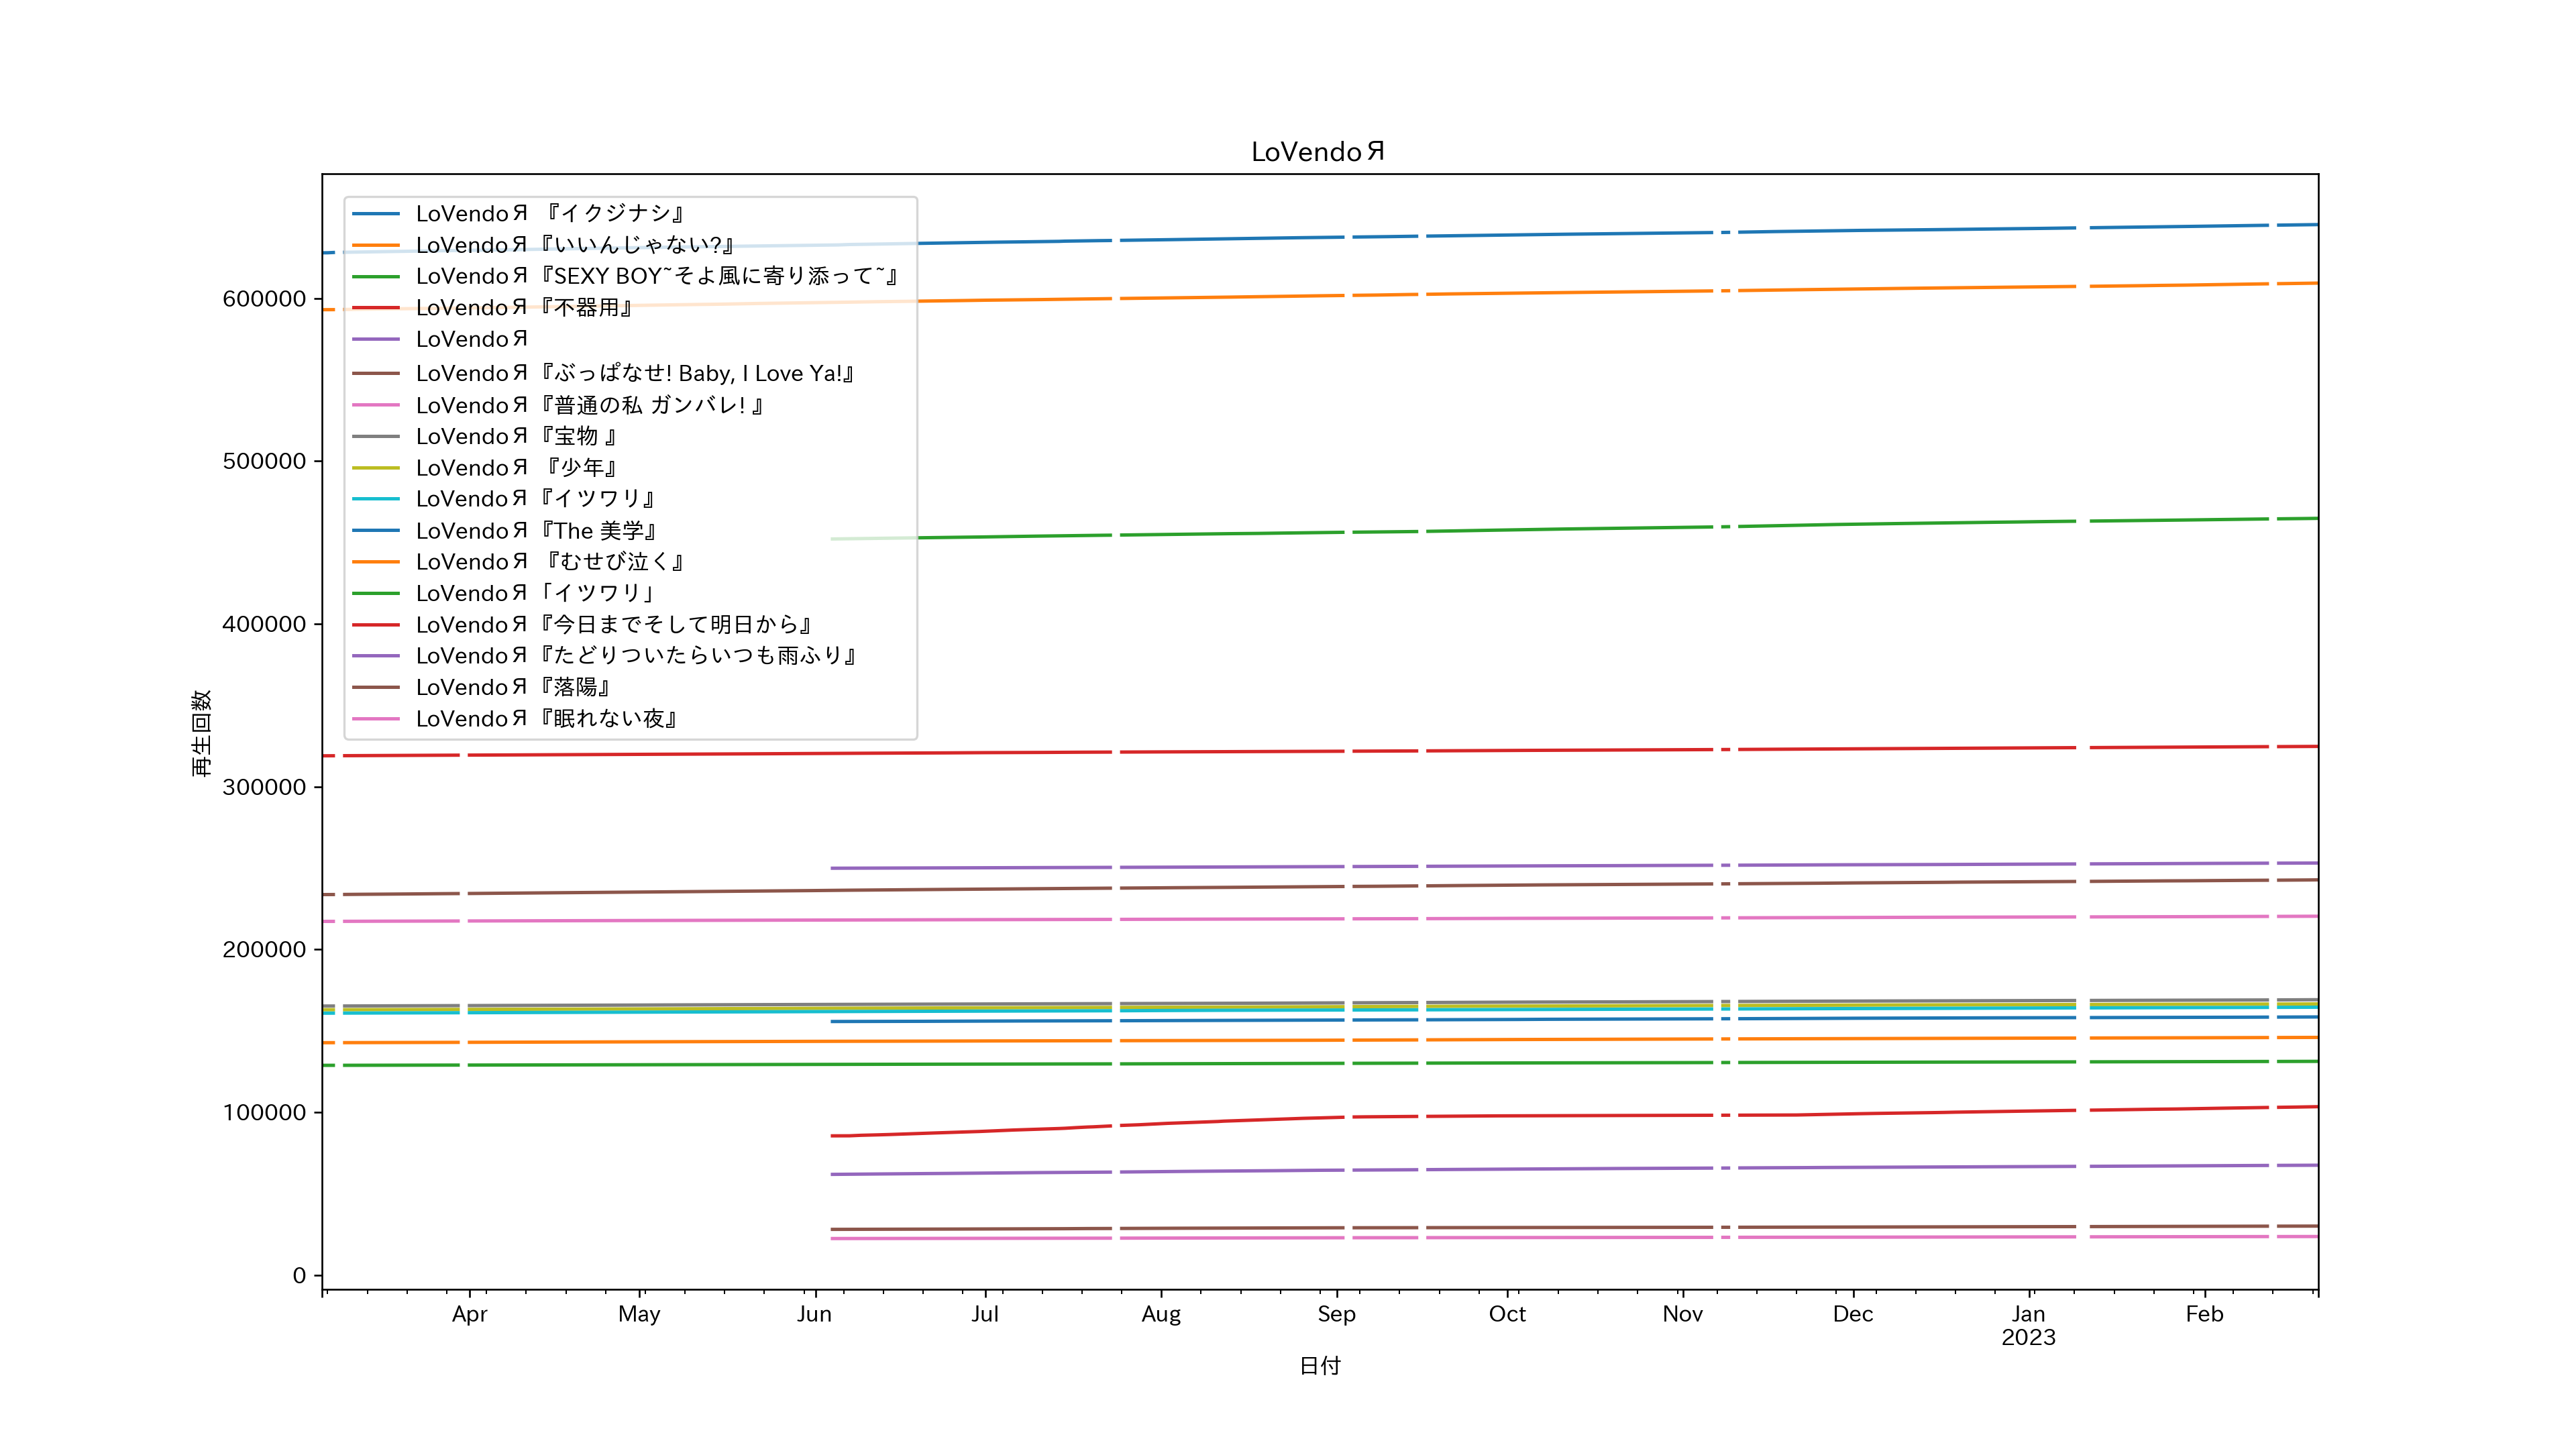 LoVendoЯ
LoVendoЯ 『イクジナシ』
LoVendoЯ『いいんじゃない?』
LoVendoЯ『SEXY BOY~そよ風に寄り添って~』
LoVendoЯ『不器用』
LoVendoЯ
LoVendoЯ『ぶっぱなせ! Baby, I Love Ya!』
LoVendoЯ『普通の私 ガンバレ! 』
LoVendoЯ『宝物 』
LoVendoЯ 『少年』
LoVendoЯ『イツワリ』
LoVendoЯ『The 美学』
LoVendoЯ 『むせび泣く』
LoVendoЯ「イツワリ」
LoVendoЯ『今日までそして明日から』
LoVendoЯ『たどりついたらいつも雨ふり』
LoVendoЯ『落陽』
LoVendoЯ『眠れない夜』
再生回数
600000
500000
400000
300000
200000
100000
0
Apr May Jun Jul Aug Sep Oct Nov Dec Jan Feb
2023
日付